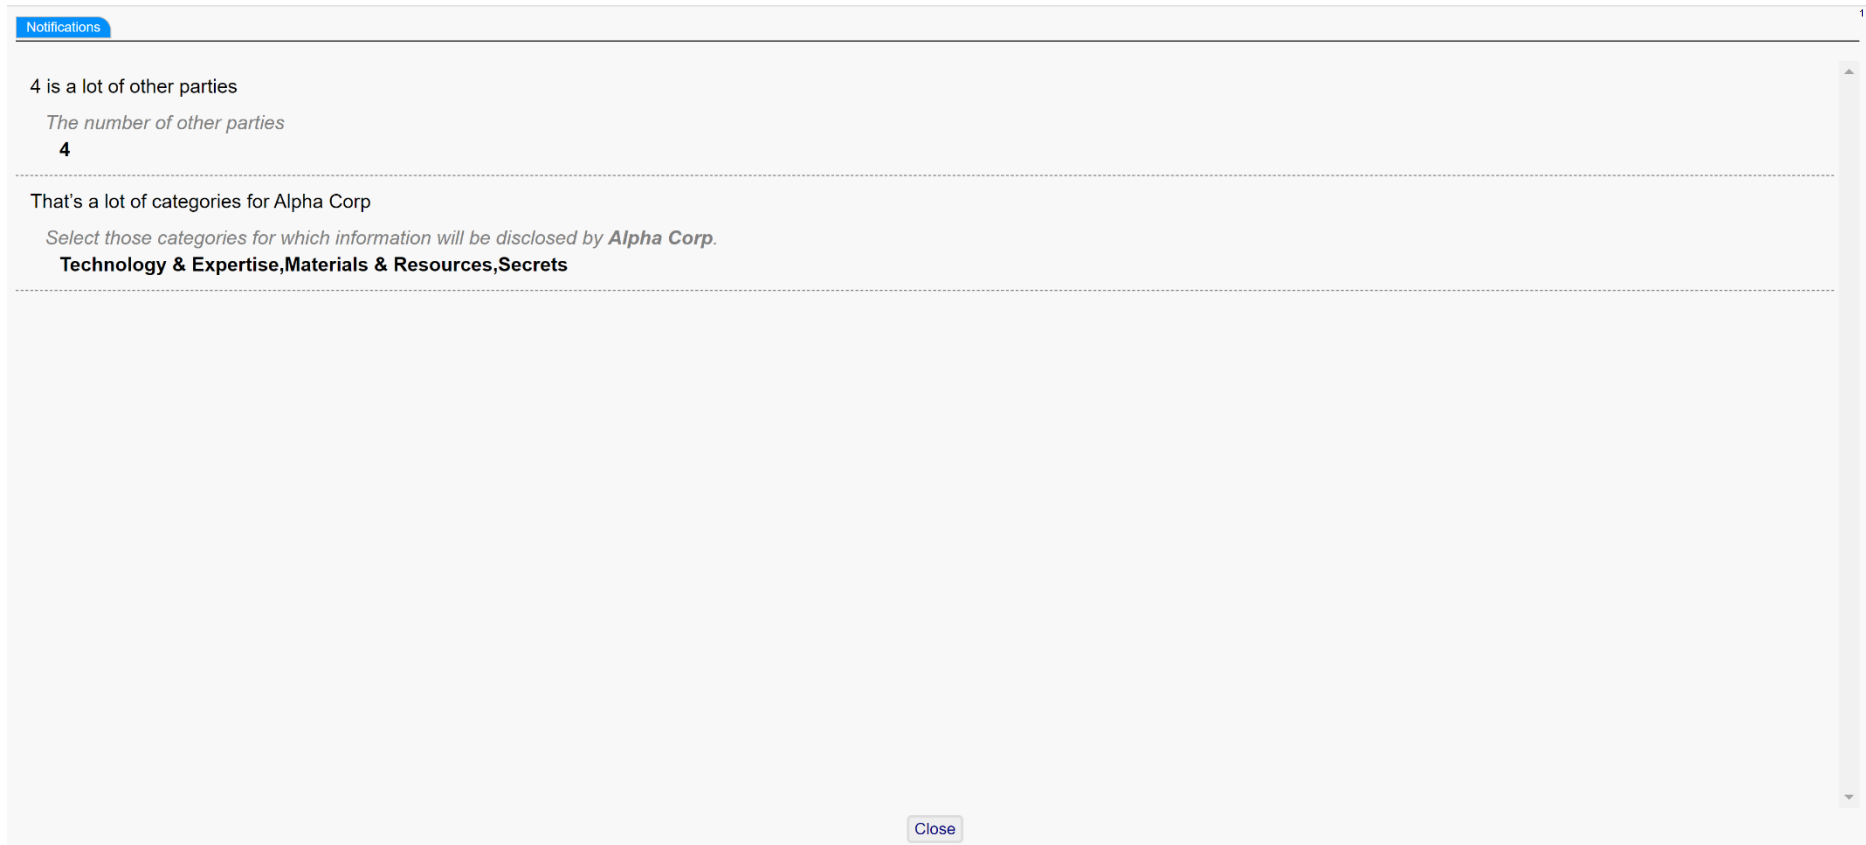 Notifications
1
4 is a lot of other parties
The number of other parties
4
That’s a lot of categories for Alpha Corp
Select those categories for which information will be disclosed by Alpha Corp.
Technology & Expertise,Materials & Resources,Secrets
Close